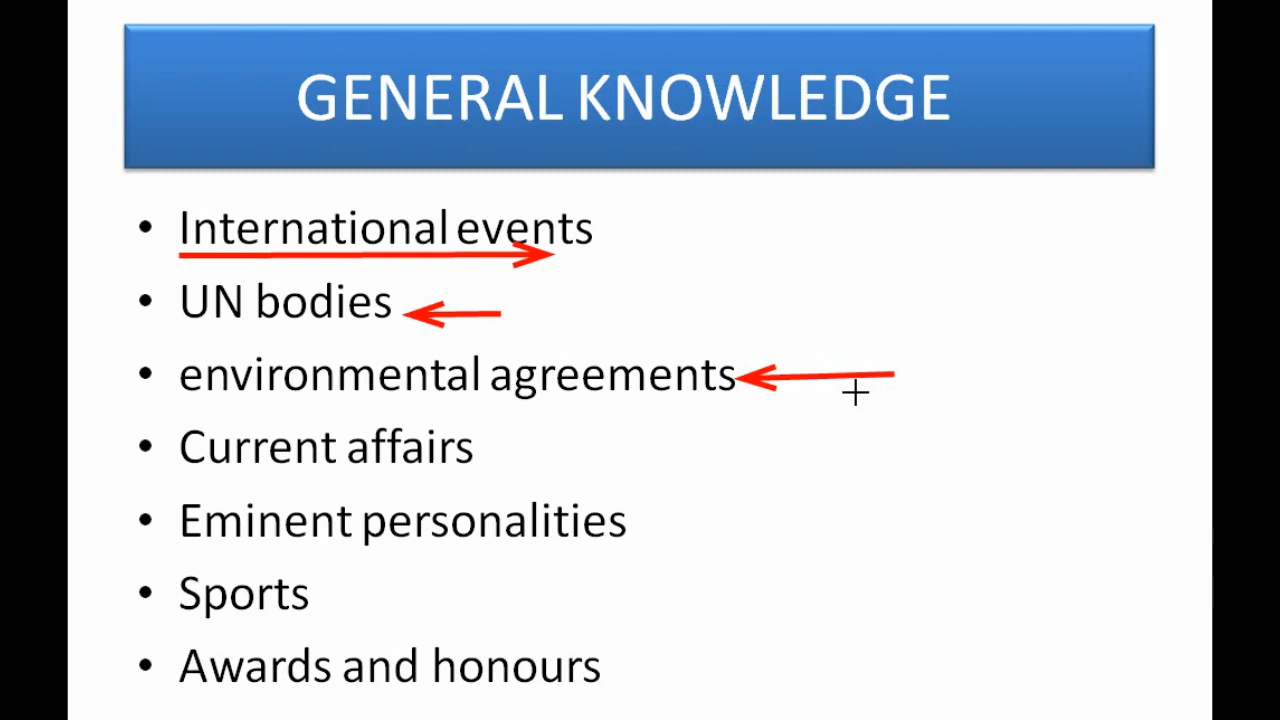 GENERAL KNOWLEDGE
• International events
• UN bodies
• environmental agreements
• Current affairs
• Eminent personalities
• Sports
• Awards and honours